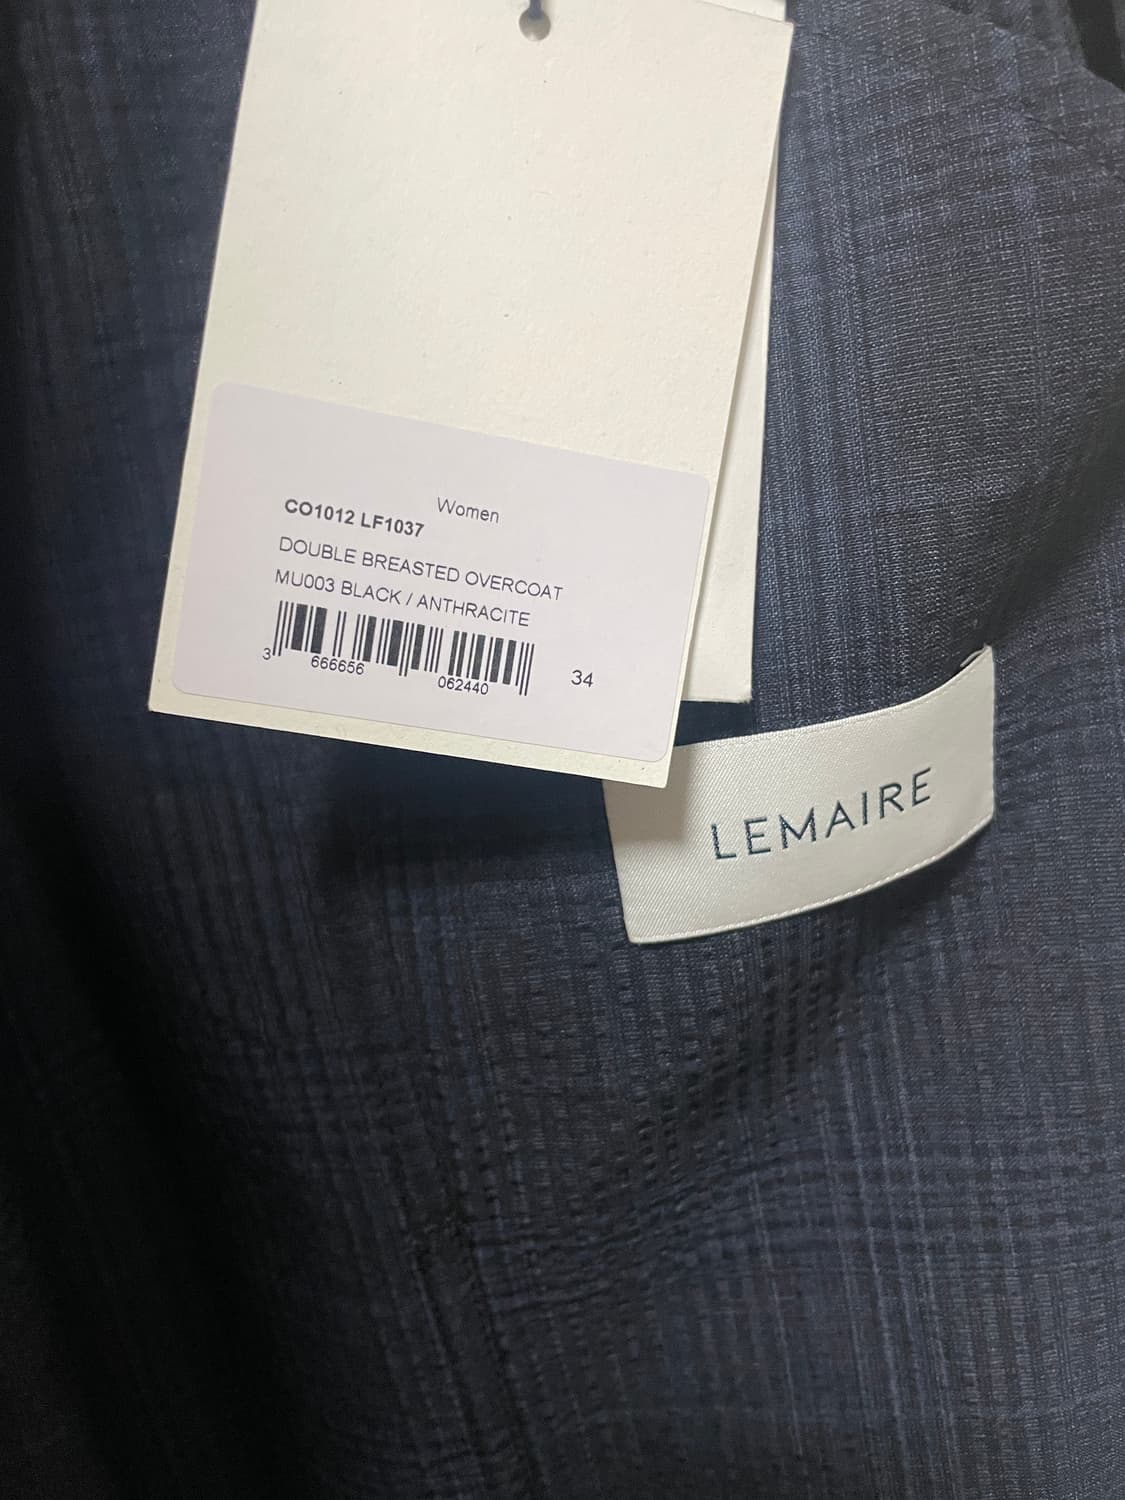 Women
CO1012 LF1037
DOUBLE BREASTED OVERCOAT
MU003 BLACK / ANTHRACITE
3 666656 062440
34
LEMAIRE